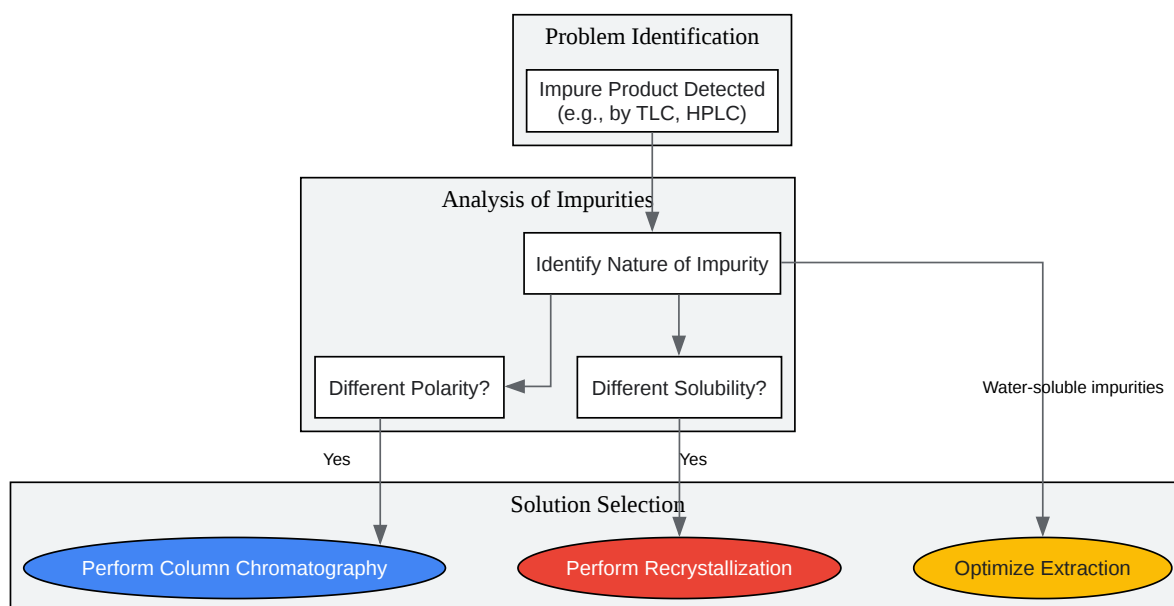 Problem Identification
Impure Product Detected
(e.g., by TLC, HPLC)
Analysis of Impurities
Identify Nature of Impurity
Different Polarity?
Different Solubility?
Water-soluble impurities
Yes
Yes
Solution Selection
Perform Column Chromatography
Perform Recrystallization
Optimize Extraction